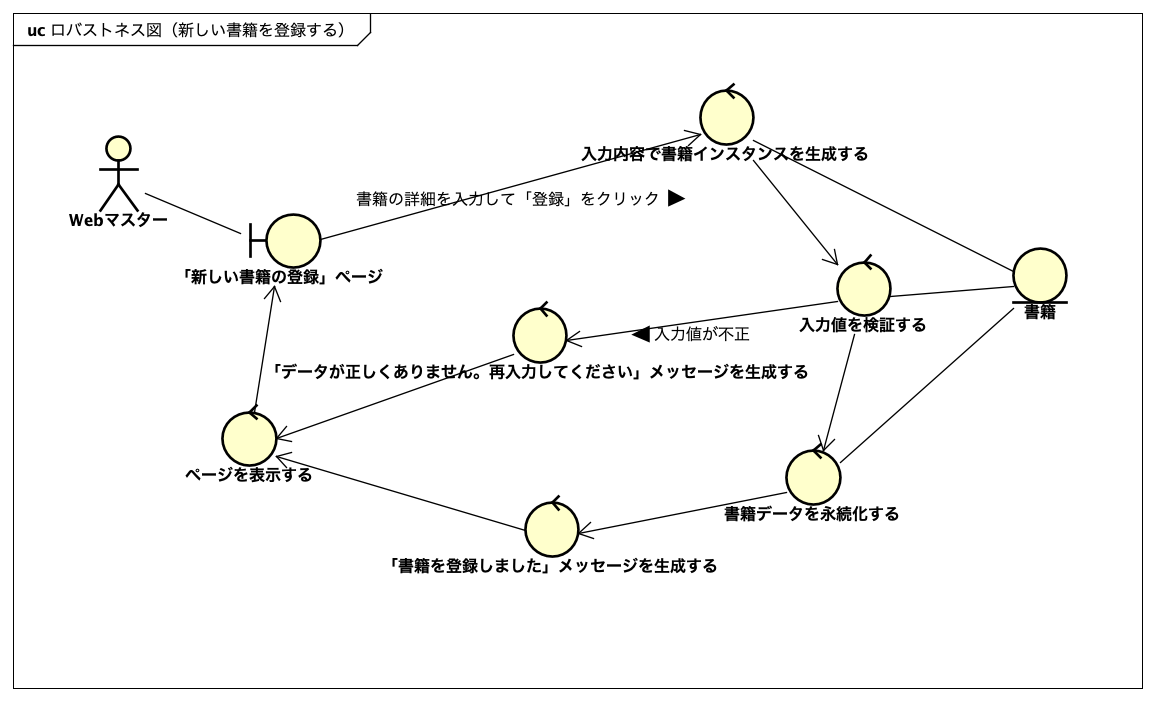 uc ロバストネス図（新しい書籍を登録する）
入力内容で書籍インスタンスを生成する
書籍の詳細を入力して「登録」をクリック ▶
Webマスター
「新しい書籍の登録」ページ
書籍
入力値を検証する
◀ 入力値が不正
「データが正しくありません。再入力してください」メッセージを生成する
ページを表示する
書籍データを永続化する
「書籍を登録しました」メッセージを生成する